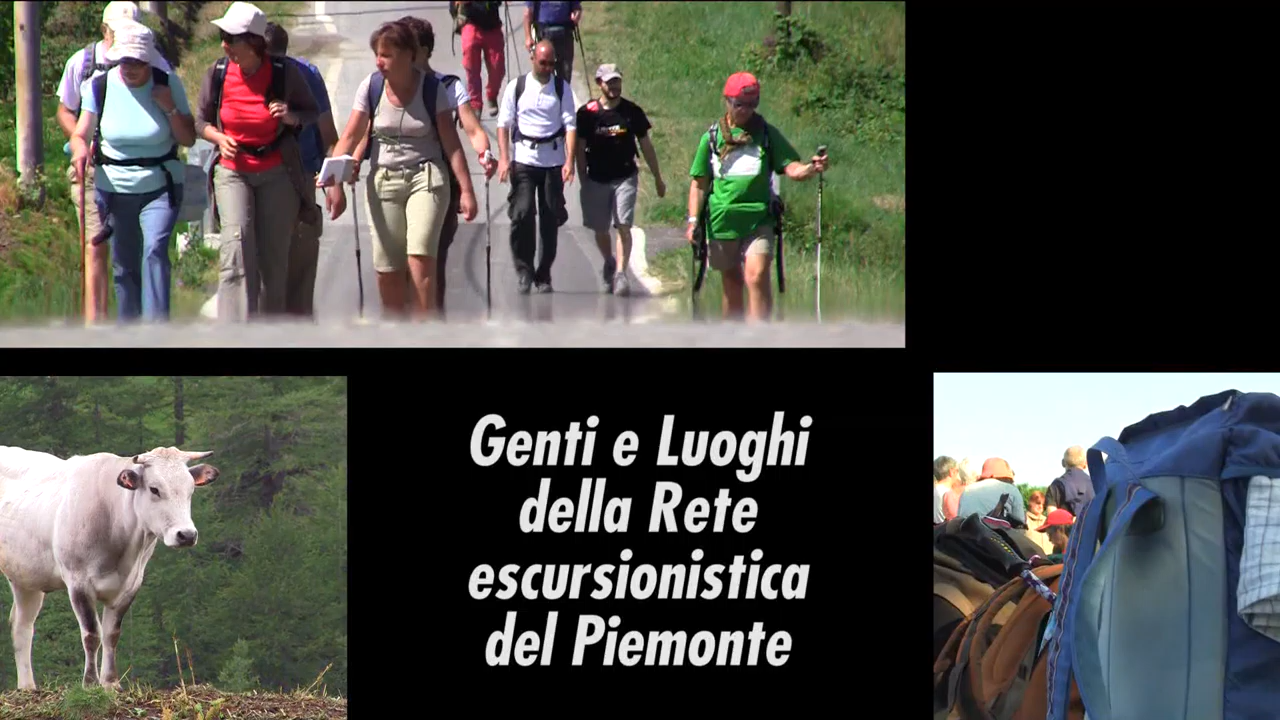 Genti e Luoghi
della Rete
escursionistica
del Piemonte